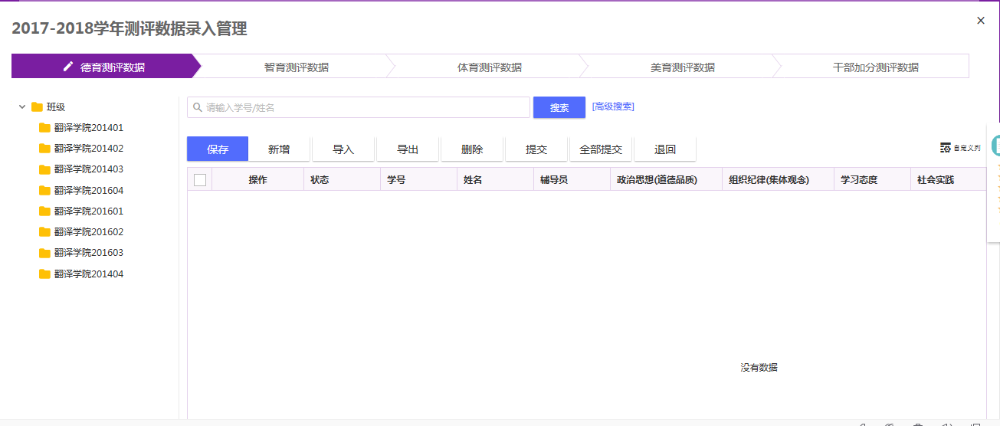 2017-2018学年测评数据录入管理
德育测评数据
智育测评数据
体育测评数据
美育测评数据
干部加分测评数据
班级
翻译学院201401
翻译学院201402
翻译学院201403
翻译学院201604
翻译学院201601
翻译学院201602
翻译学院201603
翻译学院201404
请输入学号/姓名
搜索
[高级搜索]
保存
新增
导入
导出
删除
提交
全部提交
退回
自定义列
操作
状态
学号
姓名
辅导员
政治思想(道德品质)
组织纪律(集体观念)
学习态度
社会实践
没有数据